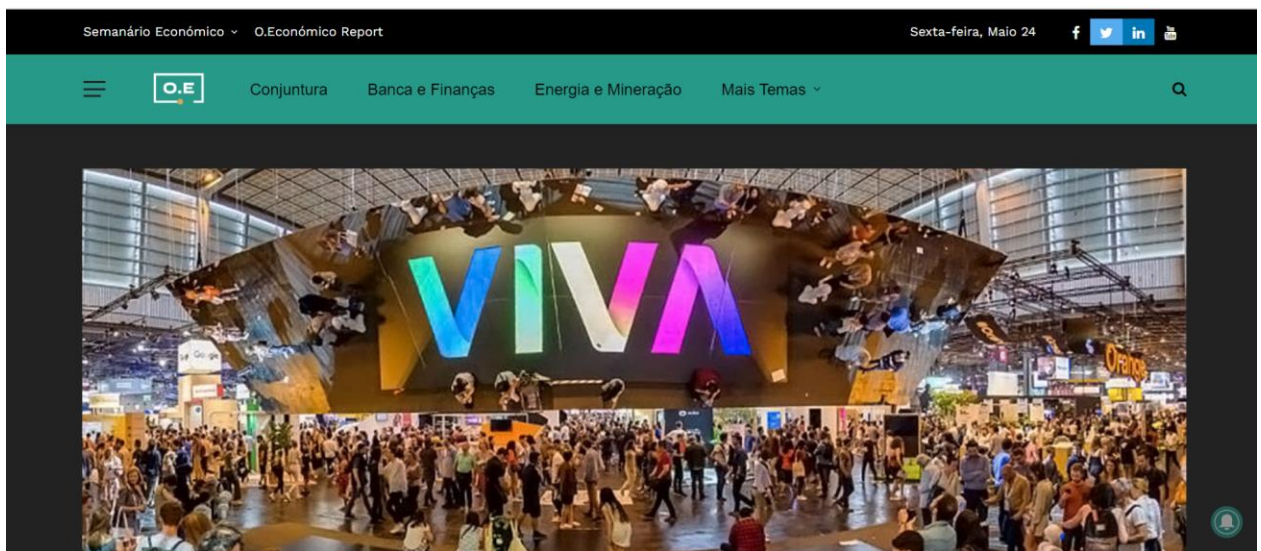 Semanário Económico O.Económico Report Sexta-feira, Maio 24
O.E Conjuntura Banca e Finanças Energia e Mineração Mais Temas
VIVA
Google
Orange